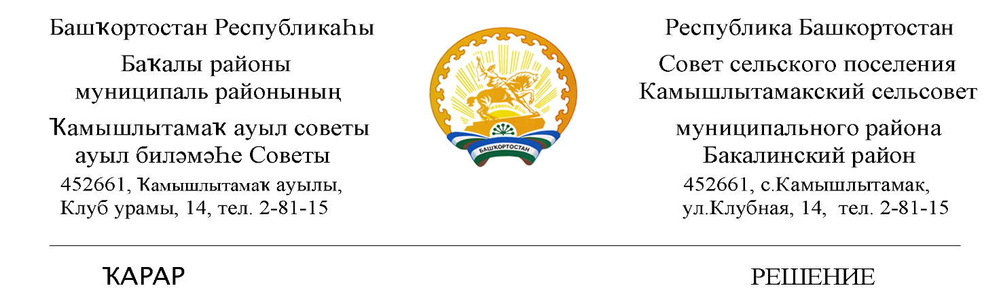 Башҡортостан Республикаһы
Баҡалы районы
муниципаль районының
Ҡамышлытамаҡ ауыл советы
ауыл биләмәһе Советы
452661, Ҡамышлытамаҡ ауылы,
Клуб урамы, 14, тел. 2-81-15
БАШҠОРТОСТАН
Республика Башкортостан
Совет сельского поселения
Камышлытамакский сельсовет
муниципального района
Бакалинский район
452661, с.Камышлытамак,
ул.Клубная, 14, тел. 2-81-15
ҠАРАР
РЕШЕНИЕ